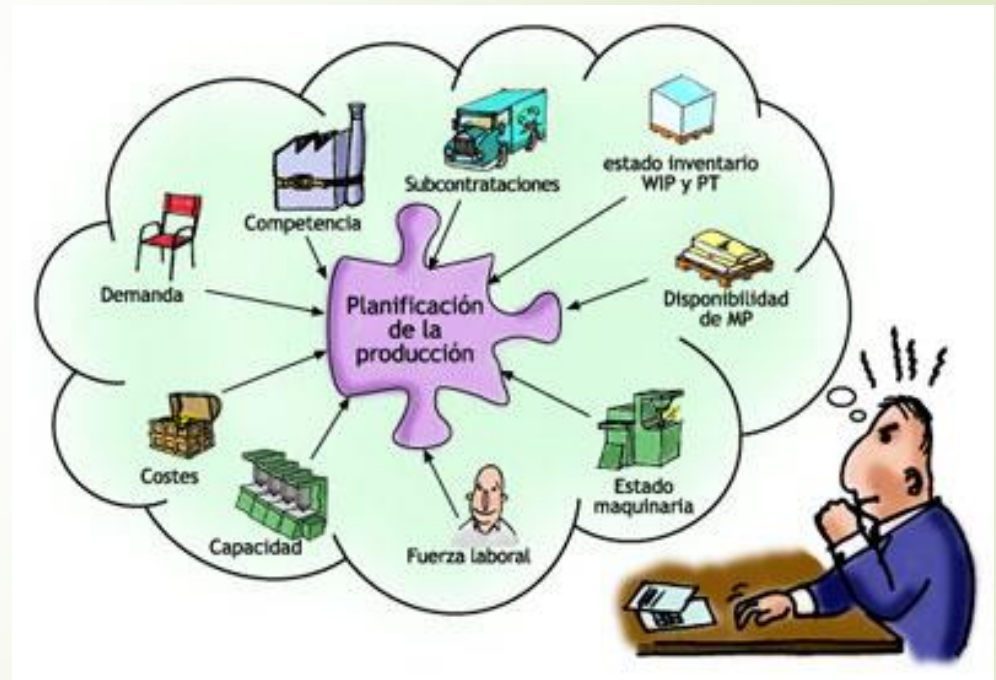 Subcontrataciones
estado inventario
WIP y PT
Competencia
Demanda
Planificación
de la
producción
Disponibilidad
de MP
Costes
Capacidad
Fuerza laboral
Estado
maquinaria